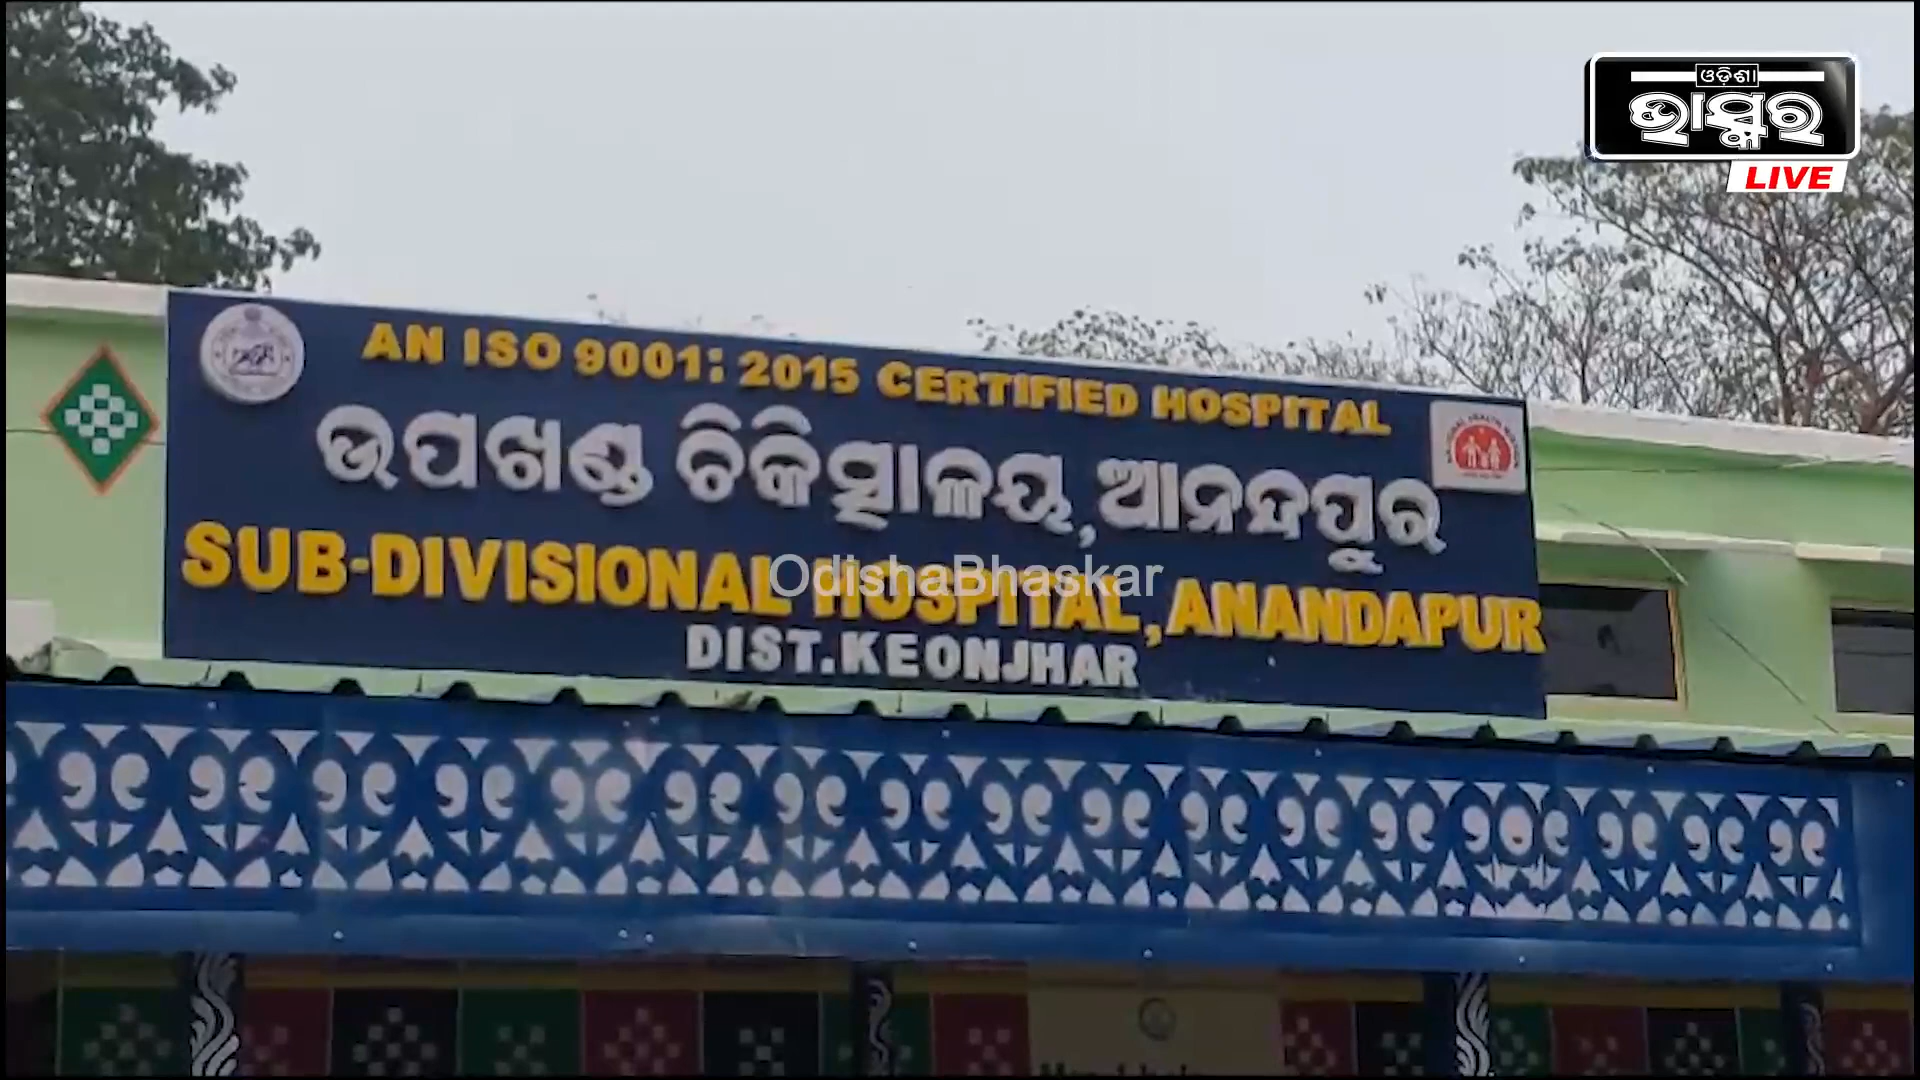 ଓଡ଼ିଶା
ଭାସ୍କର
LIVE
AN ISO 9001: 2015 CERTIFIED HOSPITAL
ଉପଖଣ୍ଡ ଚିକିତ୍ସାଳୟ, ଆନନ୍ଦପୁର
SUB-DIVISIONAL HOSPITAL, ANANDAPUR
OdishaBhaskar
DIST. KEONJHAR